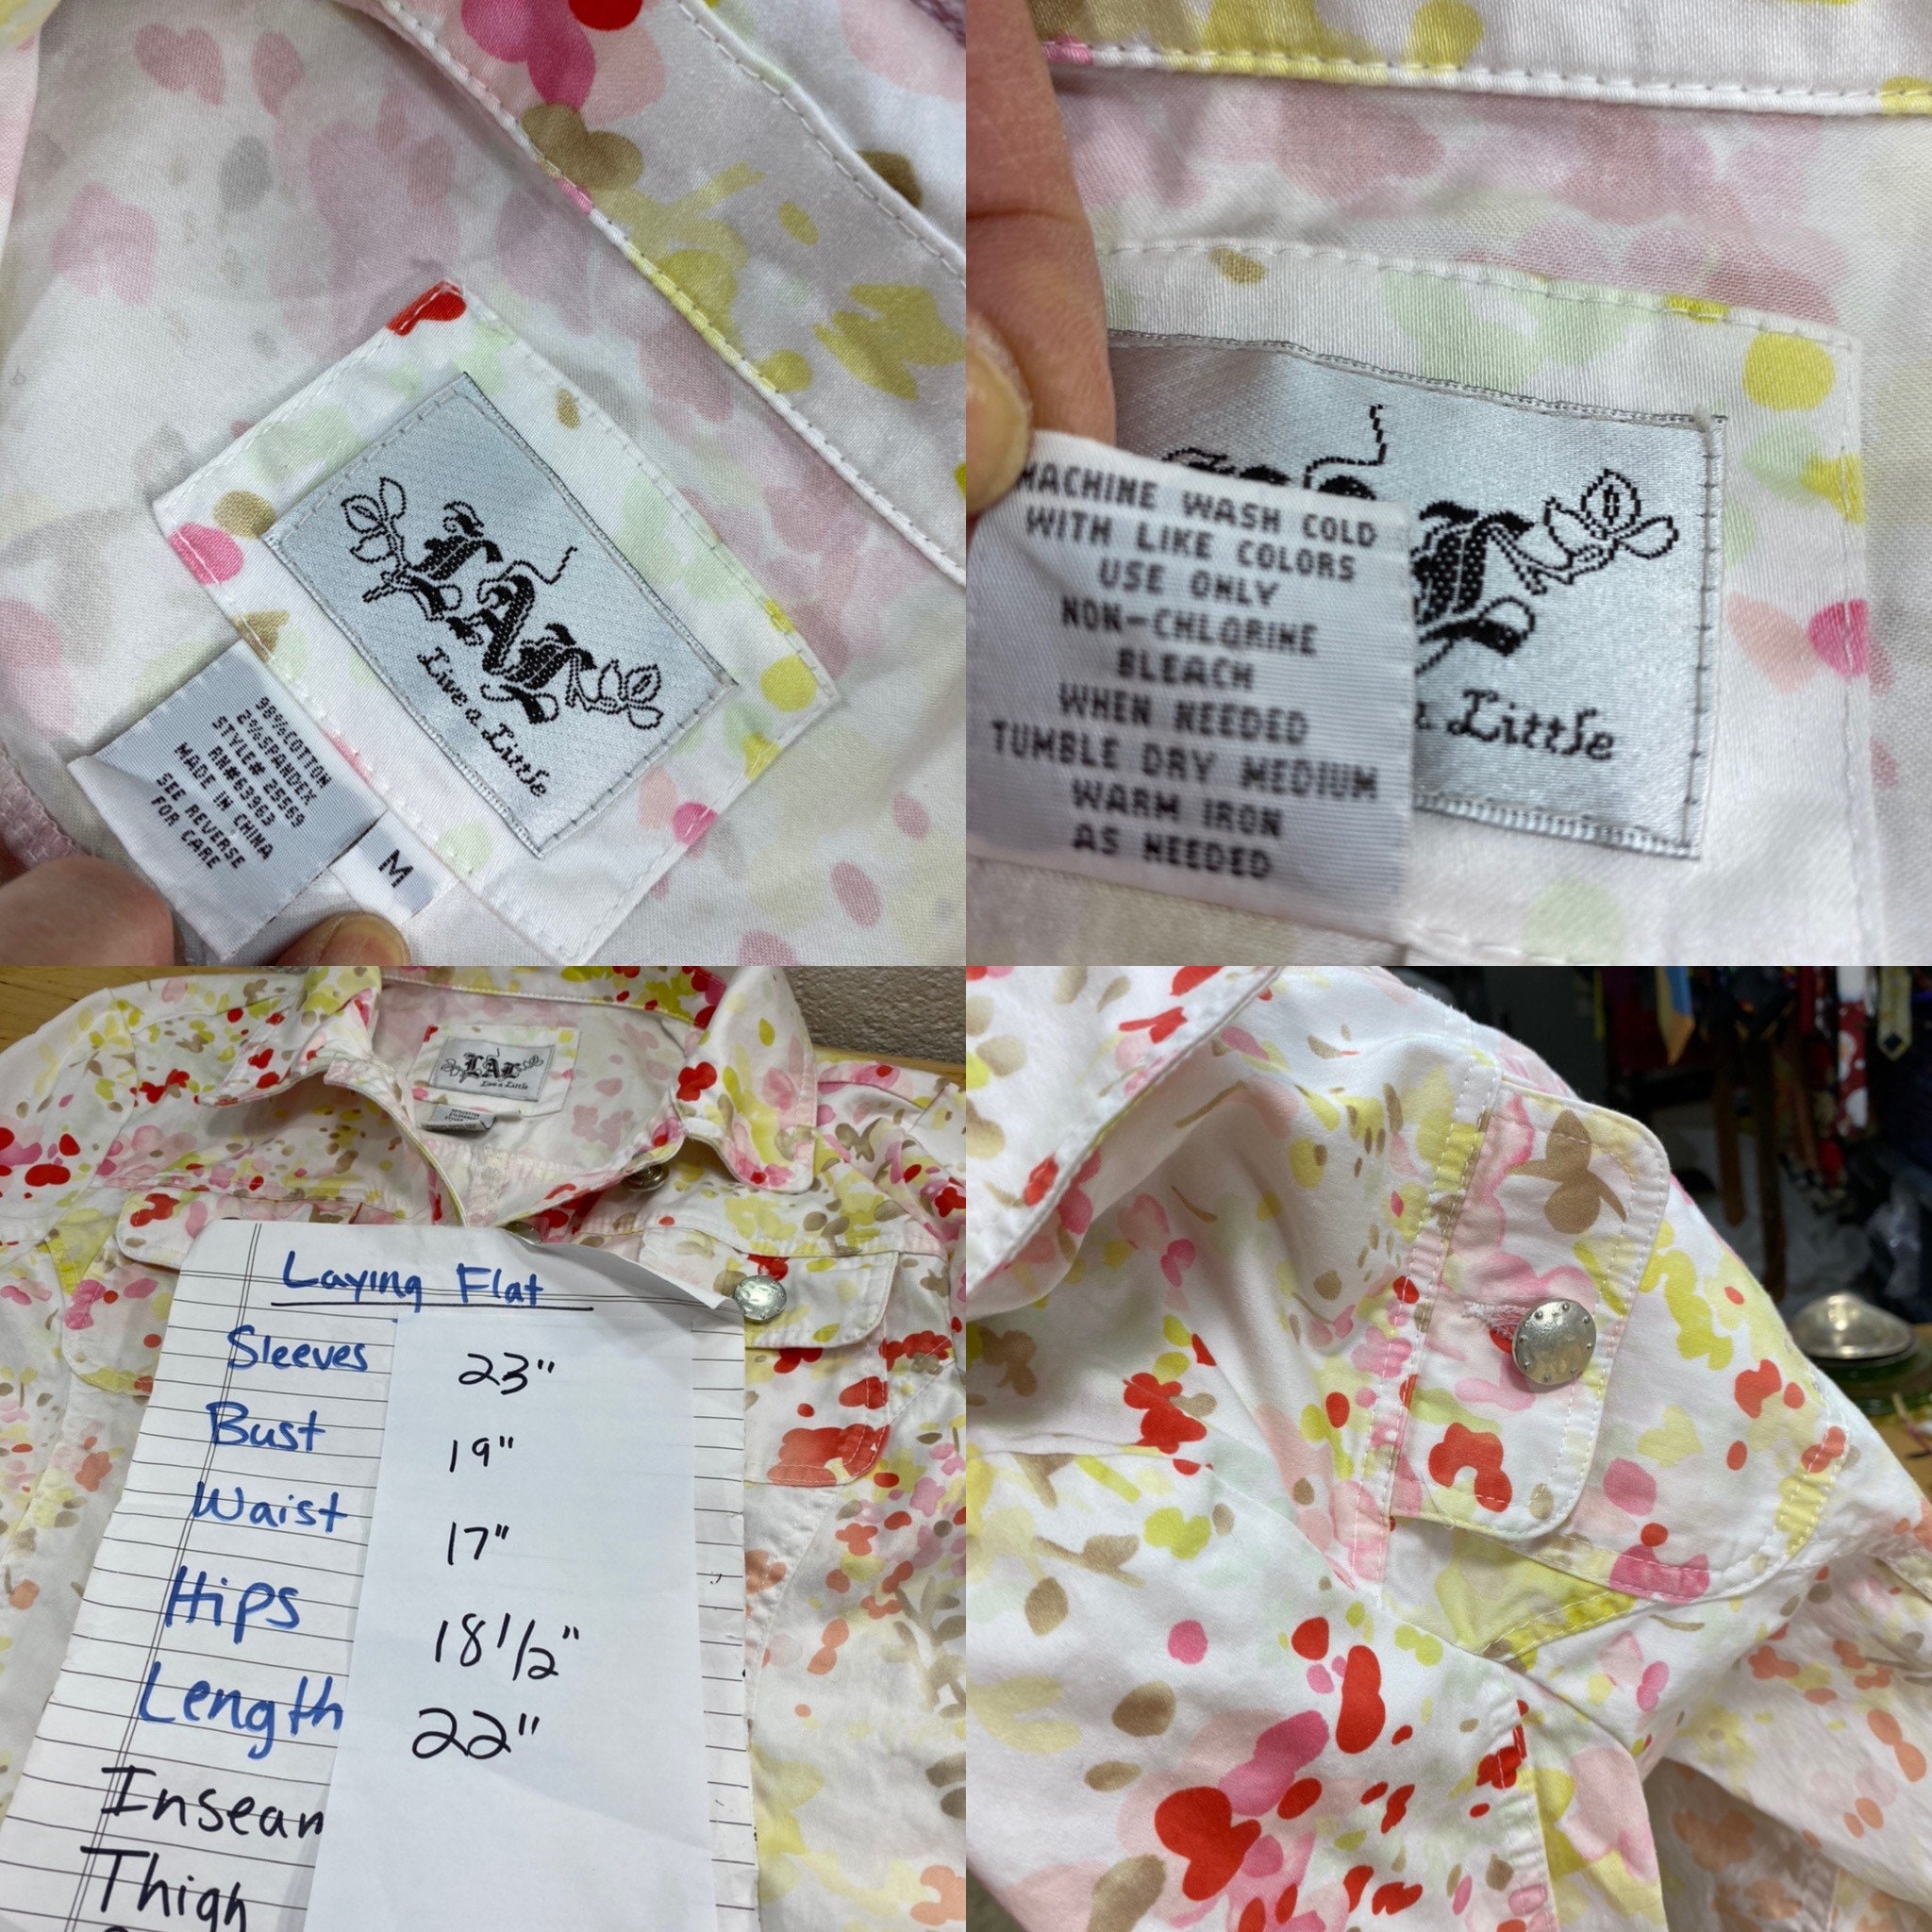 LAL
Live a Little
98%COTTON
2%SPANDEX
STYLE# 25569
RN#63963
MADE IN CHINA
SEE REVERSE
FOR CARE
M
MACHINE WASH COLD
WITH LIKE COLORS
USE ONLY
NON-CHLORINE
BLEACH
WHEN NEEDED
TUMBLE DRY MEDIUM
WARM IRON
AS NEEDED
Little
LAL
Live a Little
Laying Flat
Sleeves 23"
Bust 19"
Waist 17"
Hips 18 1/2"
Length 22"
Inseam
Thigh